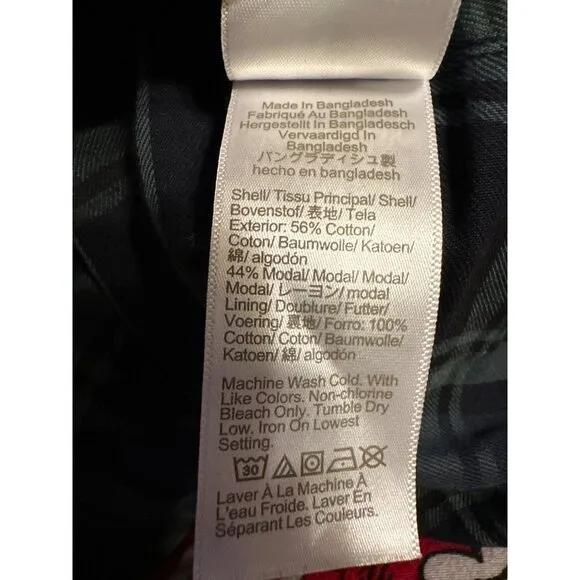 Made In Bangladesh
Fabriqué Au Bangladesh
Hergestellt In Bangladesch
Vervaardigd In
Bangladesh
バングラディシュ製
hecho en bangladesh
Shell/ Tissu Principal/ Shell/
Bovenstof/ 表地/ Tela
Exterior: 56% Cotton/
Coton/ Baumwolle/ Katoen/
綿/ algodón
44% Modal/ Modal/ Modal/
Modal/ レーヨン/ modal
Lining/ Doublure/ Futter/
Voering/ 裏地/ Forro: 100%
Cotton/ Coton/ Baumwolle/
Katoen/ 綿/ algodón
Machine Wash Cold. With
Like Colors. Non-chlorine
Bleach Only. Tumble Dry
Low. Iron On Lowest
Setting.
30
Laver À La Machine À
L'eau Froide. Laver En
Séparant Les Couleurs.